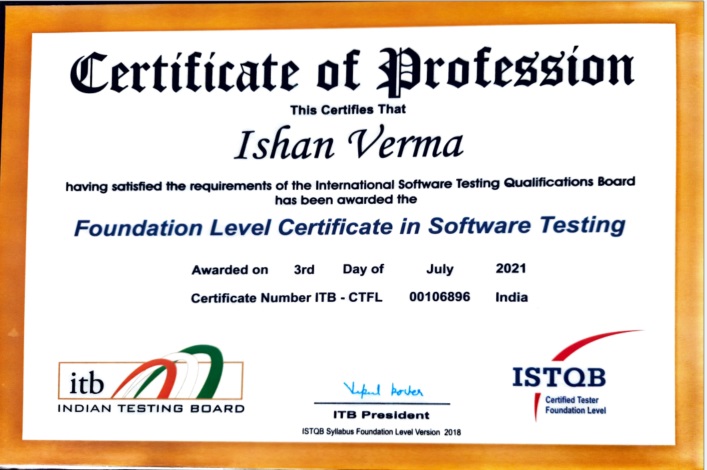 Certificate of Profession
This Certifies That
Ishan Verma
having satisfied the requirements of the International Software Testing Qualifications Board
has been awarded the
Foundation Level Certificate in Software Testing
Awarded on 3rd Day of July 2021
Certificate Number ITB - CTFL 00106896 India
itb
INDIAN TESTING BOARD
ITB President
ISTQB Syllabus Foundation Level Version 2018
ISTQB
Certified Tester
Foundation Level